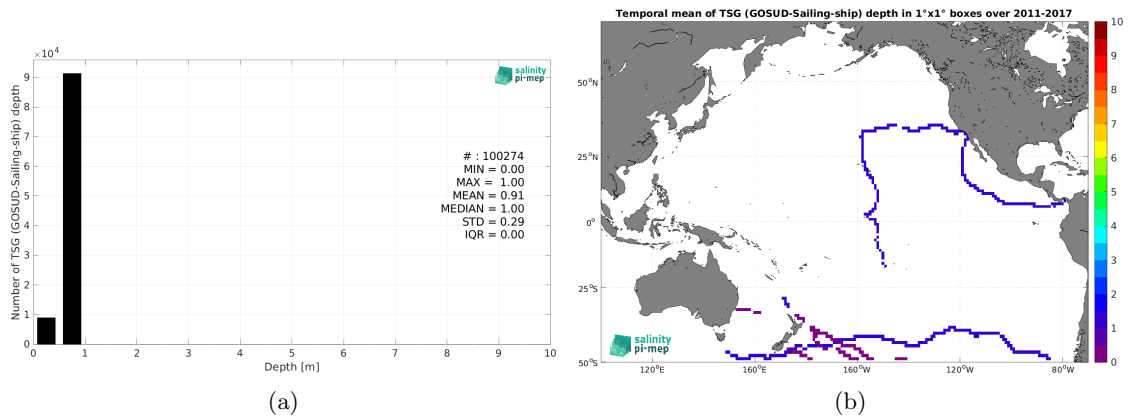 ×10⁴
9
8
7
6
5
4
3
2
1
0
Number of TSG (GOSUD-Sailing-ship) depth
salinity
pi-mep
# : 100274
MIN = 0.00
MAX = 1.00
MEAN = 0.91
MEDIAN = 1.00
STD = 0.29
IQR = 0.00
0 1 2 3 4 5 6 7 8 9 10
Depth [m]
(a)
Temporal mean of TSG (GOSUD-Sailing-ship) depth in 1°x1° boxes over 2011-2017
50°N
25°N
0°
25°S
50°S
salinity
pi-mep
120°E 160°E 160°W 120°W 80°W
10
9
8
7
6
5
4
3
2
1
0
(b)